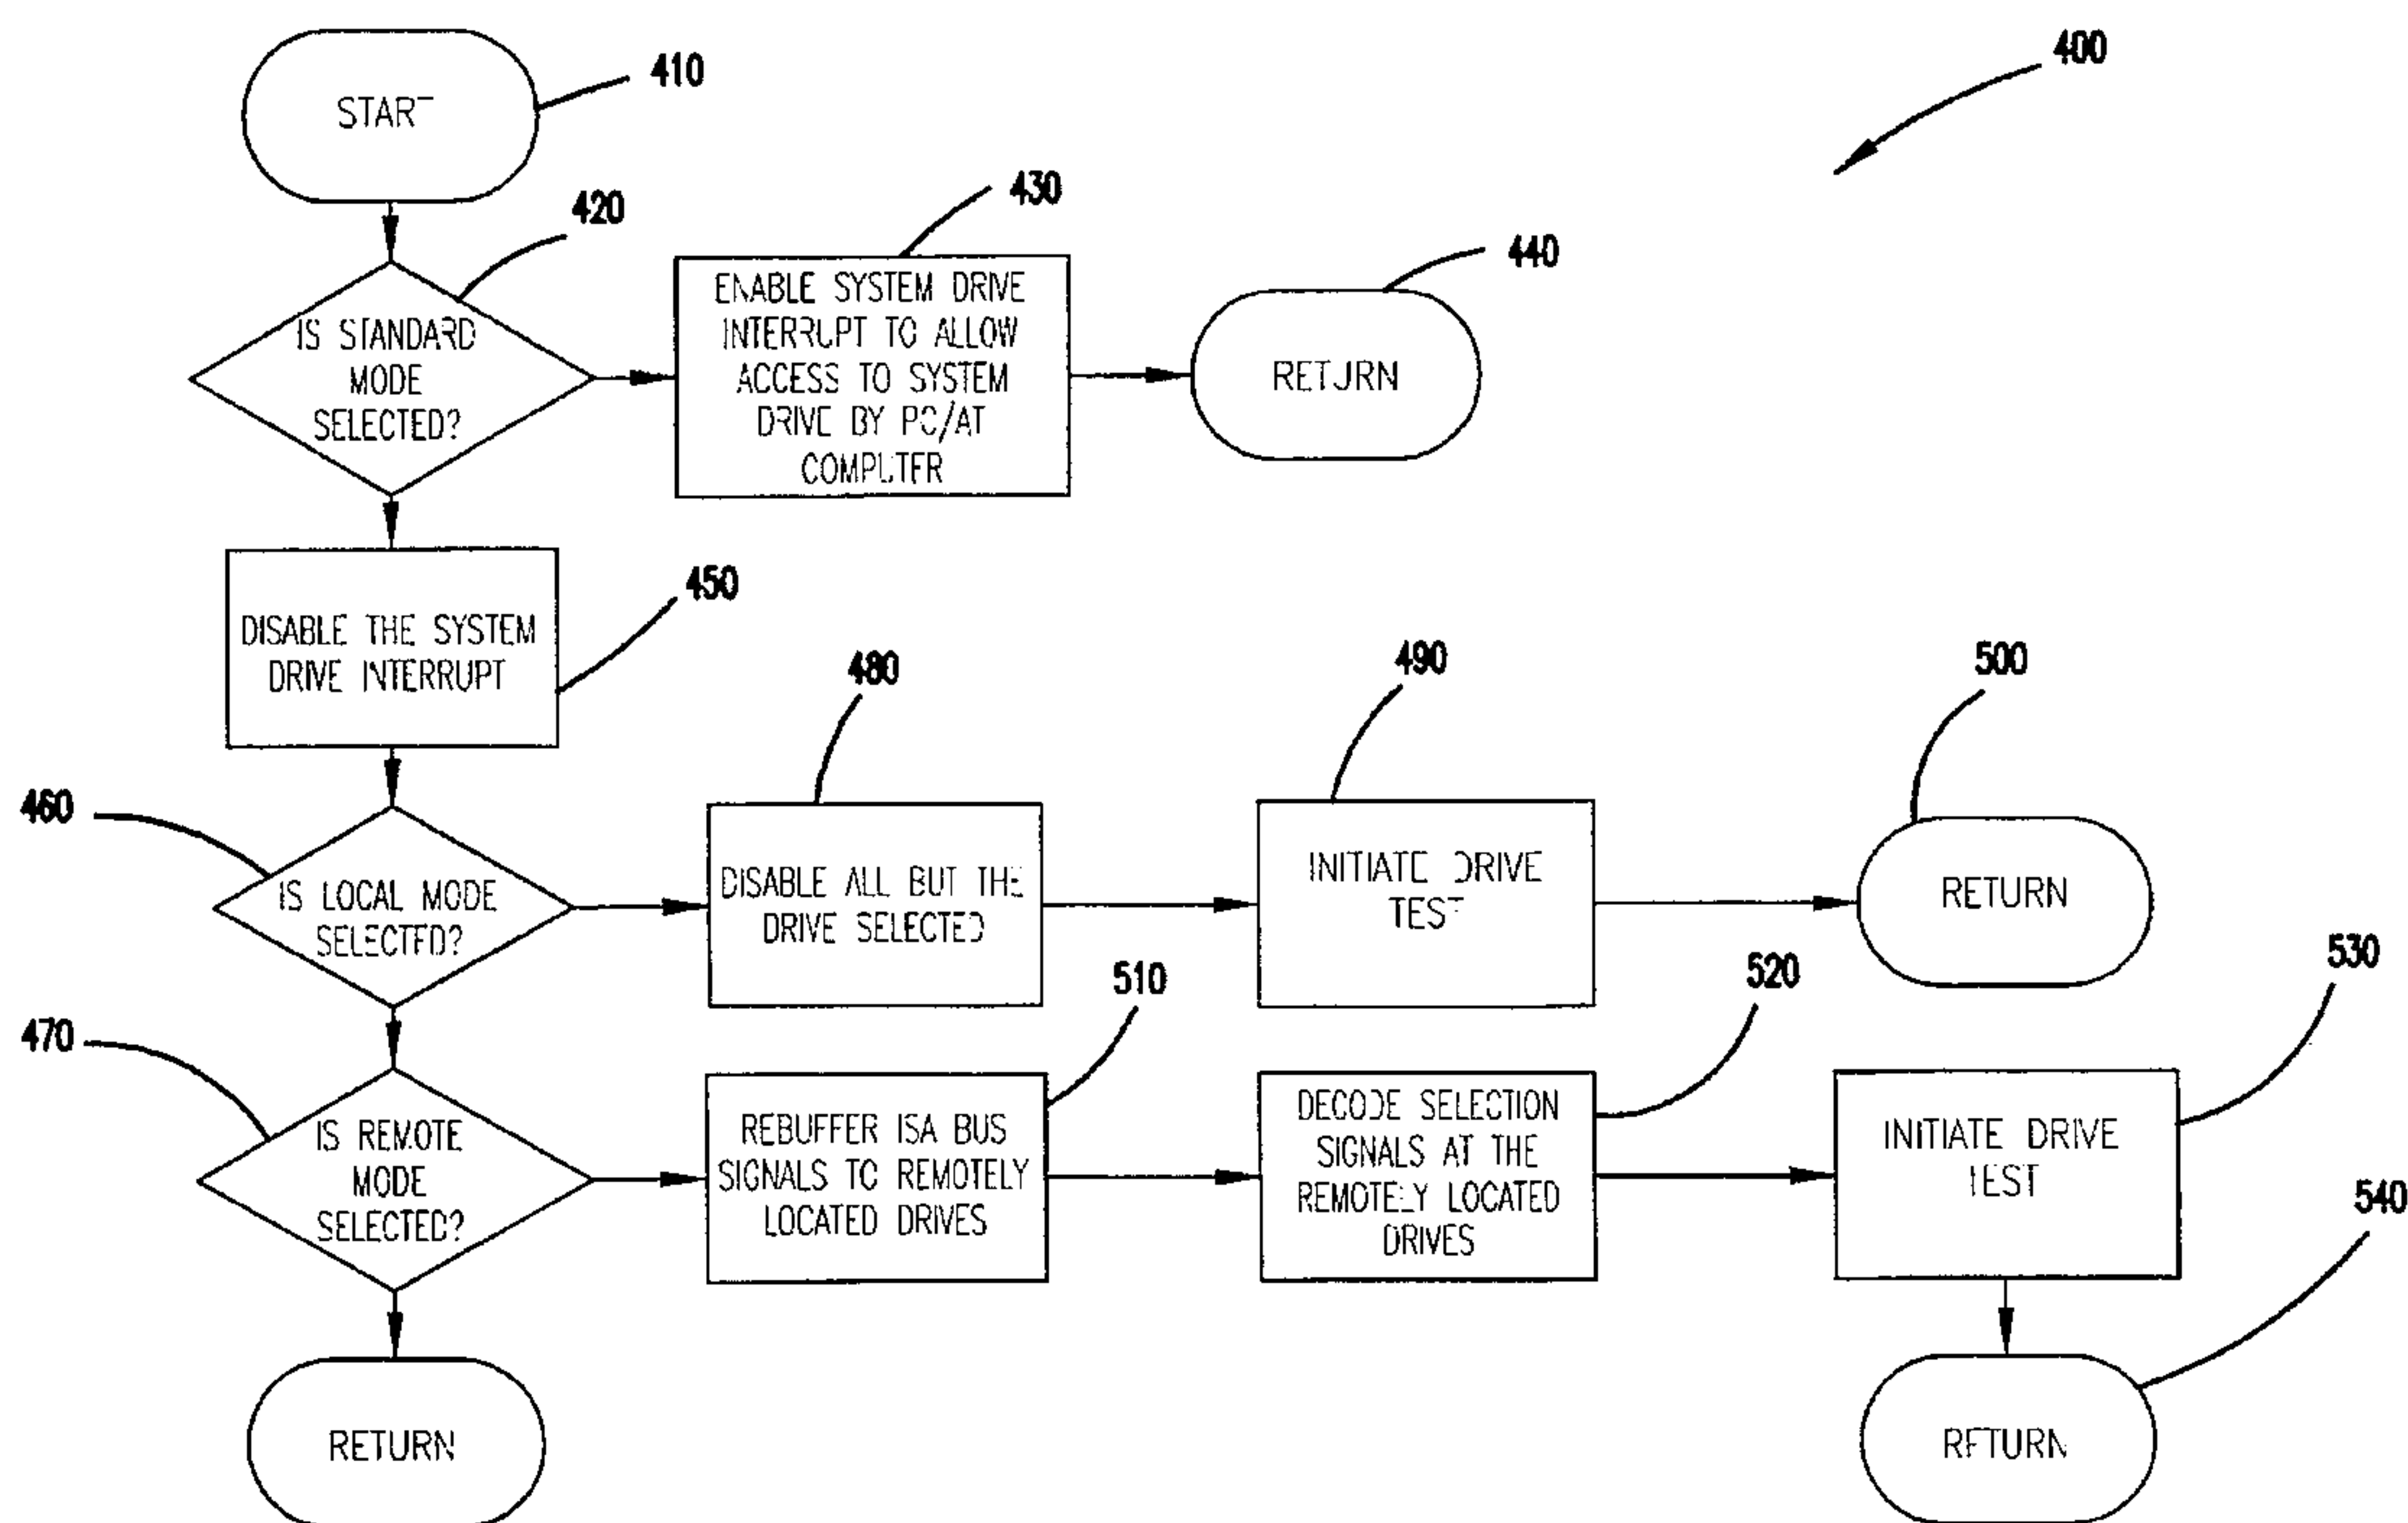 400
410
START
420
IS STANDARD
MODE
SELECTED?
430
ENABLE SYSTEM DRIVE
INTERRUPT TO ALLOW
ACCESS TO SYSTEM
DRIVE BY PC/AT
COMPUTER
440
RETURN
450
DISABLE THE SYSTEM
DRIVE INTERRUPT
460
IS LOCAL MODE
SELECTED?
480
DISABLE ALL BUT THE
DRIVE SELECTED
490
INITIATE DRIVE
TEST
500
RETURN
470
IS REMOTE
MODE
SELECTED?
510
REBUFFER ISA BUS
SIGNALS TO REMOTELY
LOCATED DRIVES
520
DECODE SELECTION
SIGNALS AT THE
REMOTELY LOCATED
DRIVES
530
INITIATE DRIVE
TEST
540
RETURN
RETURN